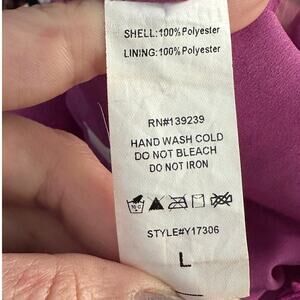 SHELL:100%Polyester
LINING:100%Polyester
RN#139239
HAND WASH COLD
DO NOT BLEACH
DO NOT IRON
STYLE#Y17306
L